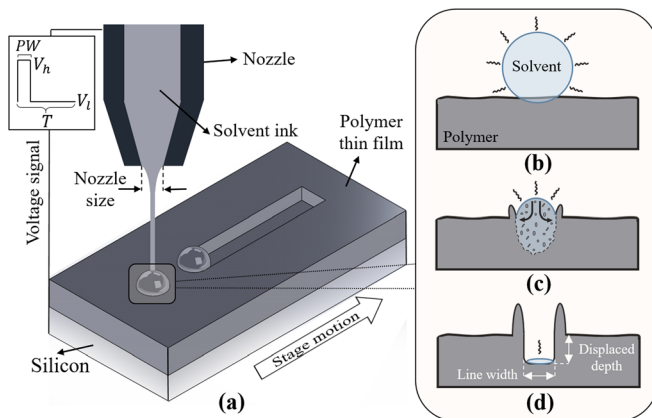 PW
V_h
V_l
T
Voltage signal
Nozzle
Solvent ink
Nozzle
size
Polymer
thin film
Silicon
Stage motion
(a)
Solvent
Polymer
(b)
(c)
Displaced
depth
Line width
(d)